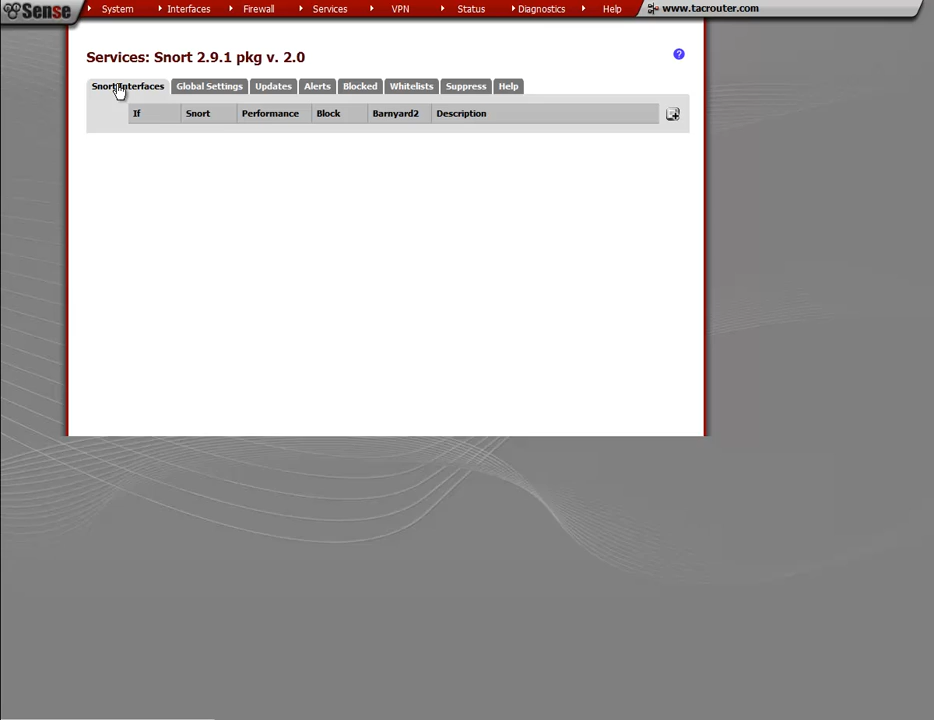 Sense System Interfaces Firewall Services VPN Status Diagnostics Help www.tacrouter.com
Services: Snort 2.9.1 pkg v. 2.0
?
Snort Interfaces Global Settings Updates Alerts Blocked Whitelists Suppress Help
If Snort Performance Block Barnyard2 Description